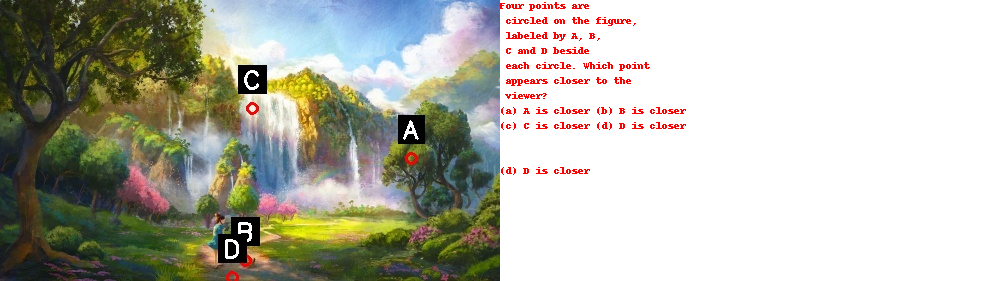 C
A
B
D
Four points are
circled on the figure,
labeled by A, B,
C and D beside
each circle. Which point
appears closer to the
viewer?
(a) A is closer (b) B is closer
(c) C is closer (d) D is closer
(d) D is closer